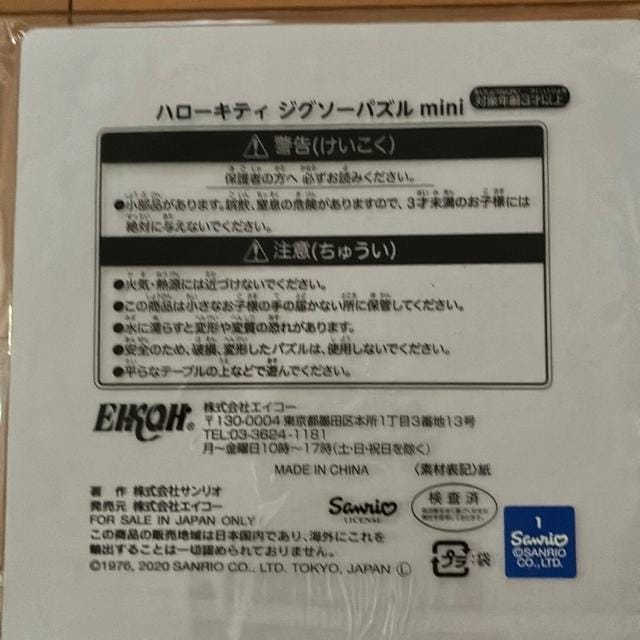 ハローキティ ジグソーパズル mini 対象年齢3才以上
警告(けいこく)
保護者の方へ 必ずお読みください。
●小部品があります。誤飲、窒息の危険がありますので、3才未満のお子様には
絶対に与えないでください。
注意(ちゅうい)
●火気・熱源には近づけないでください。
●この商品は小さなお子様の手の届かない所に保管してください。
●水に濡らすと変形や変質の恐れがあります。
●安全のため、破損、変形したパズルは、使用しないでください。
●平らなテーブルの上などで遊んでください。
EIKOH® 株式会社エイコー
〒130-0004 東京都墨田区本所1丁目3番地13号
TEL:03-3624-1181
月～金曜日10時～17時(土・日・祝日を除く)
MADE IN CHINA 〈素材表記〉紙
著 作 株式会社サンリオ
発売元 株式会社エイコー
FOR SALE IN JAPAN ONLY
この商品の販売地域は日本国内であり、海外にこれを
輸出することは一切認められておりません。
©1976, 2020 SANRIO CO., LTD. TOKYO, JAPAN Ⓛ
Sanrio
LICENSE
検査済
プラ :袋
1
Sanrio
©SANRIO
CO., LTD.